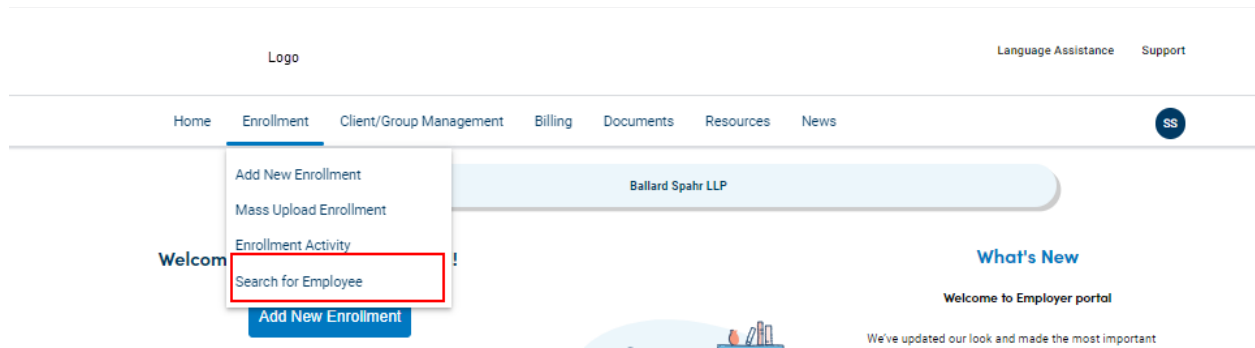 Logo
Language Assistance Support
Home Enrollment Client/Group Management Billing Documents Resources News SS
Add New Enrollment
Ballard Spahr LLP
Mass Upload Enrollment
Enrollment Activity
Welcom !
What's New
Search for Employee
Welcome to Employer portal
Add New Enrollment
We've updated our look and made the most important